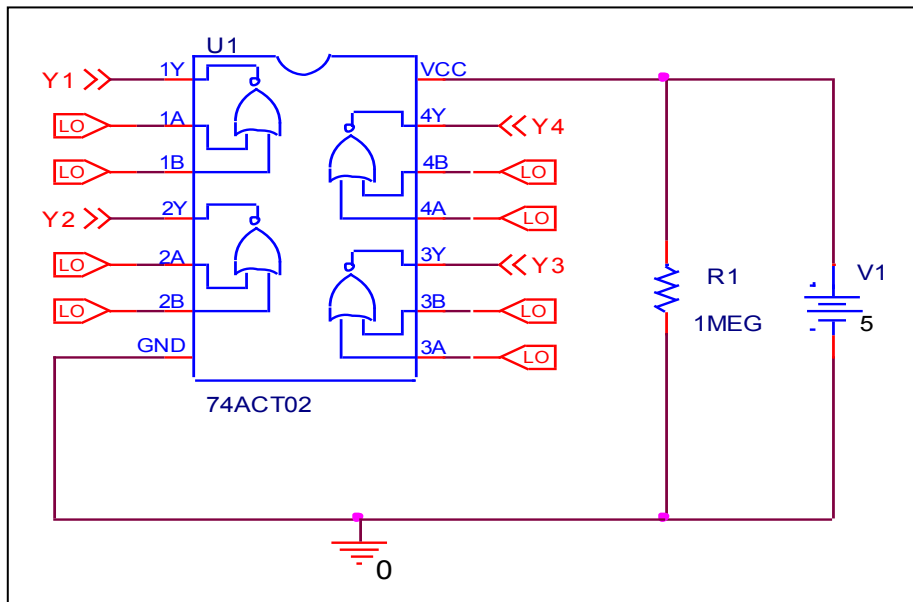 U1
Y1 1Y VCC
LO 1A 4Y Y4
LO 1B 4B LO
Y2 2Y 4A LO
LO 2A 3Y Y3
LO 2B 3B LO
GND 3A LO
74ACT02
R1
1MEG
V1
5
0